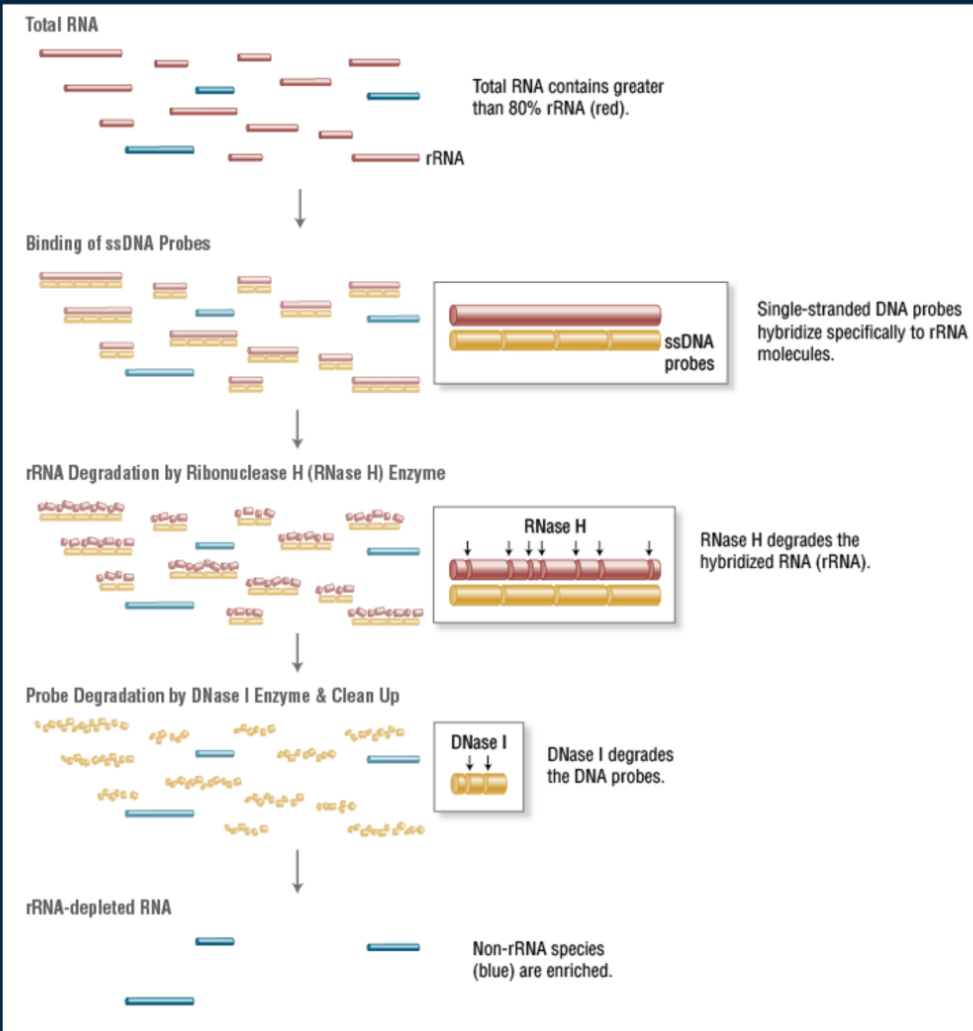 Total RNA
Total RNA contains greater
than 80% rRNA (red).
rRNA
Binding of ssDNA Probes
ssDNA
probes
Single-stranded DNA probes
hybridize specifically to rRNA
molecules.
rRNA Degradation by Ribonuclease H (RNase H) Enzyme
RNase H
RNase H degrades the
hybridized RNA (rRNA).
Probe Degradation by DNase I Enzyme & Clean Up
DNase I
DNase I degrades
the DNA probes.
rRNA-depleted RNA
Non-rRNA species
(blue) are enriched.